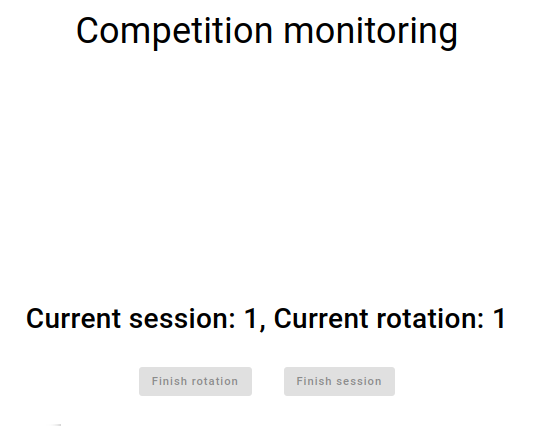 Competition monitoring
Current session: 1, Current rotation: 1
Finish rotation
Finish session